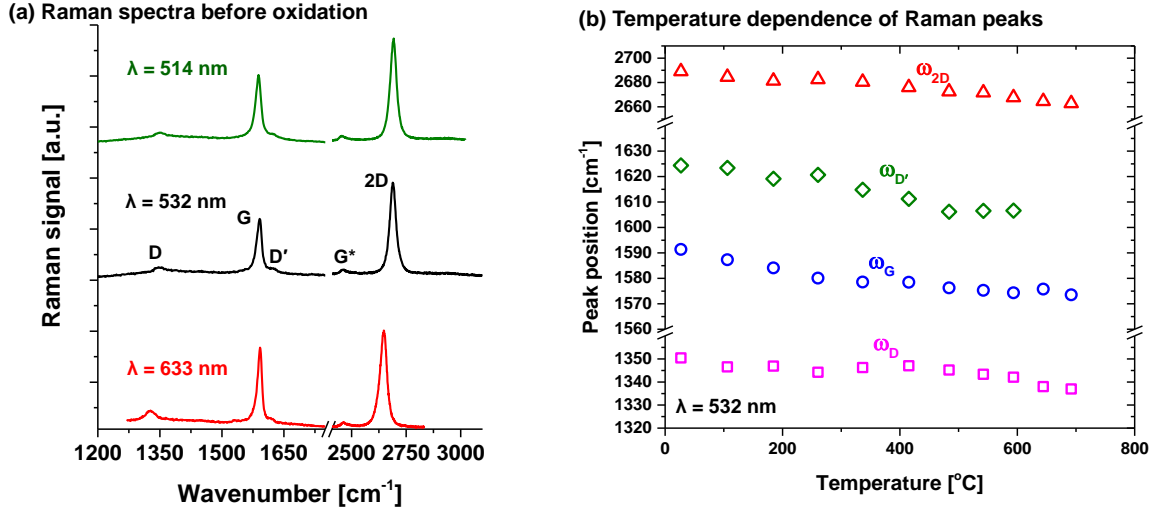 (a) Raman spectra before oxidation
Raman signal [a.u.]
λ = 514 nm
λ = 532 nm
2D
G
D
D′
G*
λ = 633 nm
1200 1350 1500 1650 2500 2750 3000
Wavenumber [cm⁻¹]
(b) Temperature dependence of Raman peaks
Peak position [cm⁻¹]
2700
2680
2660
1630
1620
1610
1600
1590
1580
1570
1560
1350
1340
1330
1320
ω2D
ωD′
ωG
ωD
λ = 532 nm
0 200 400 600 800
Temperature [°C]